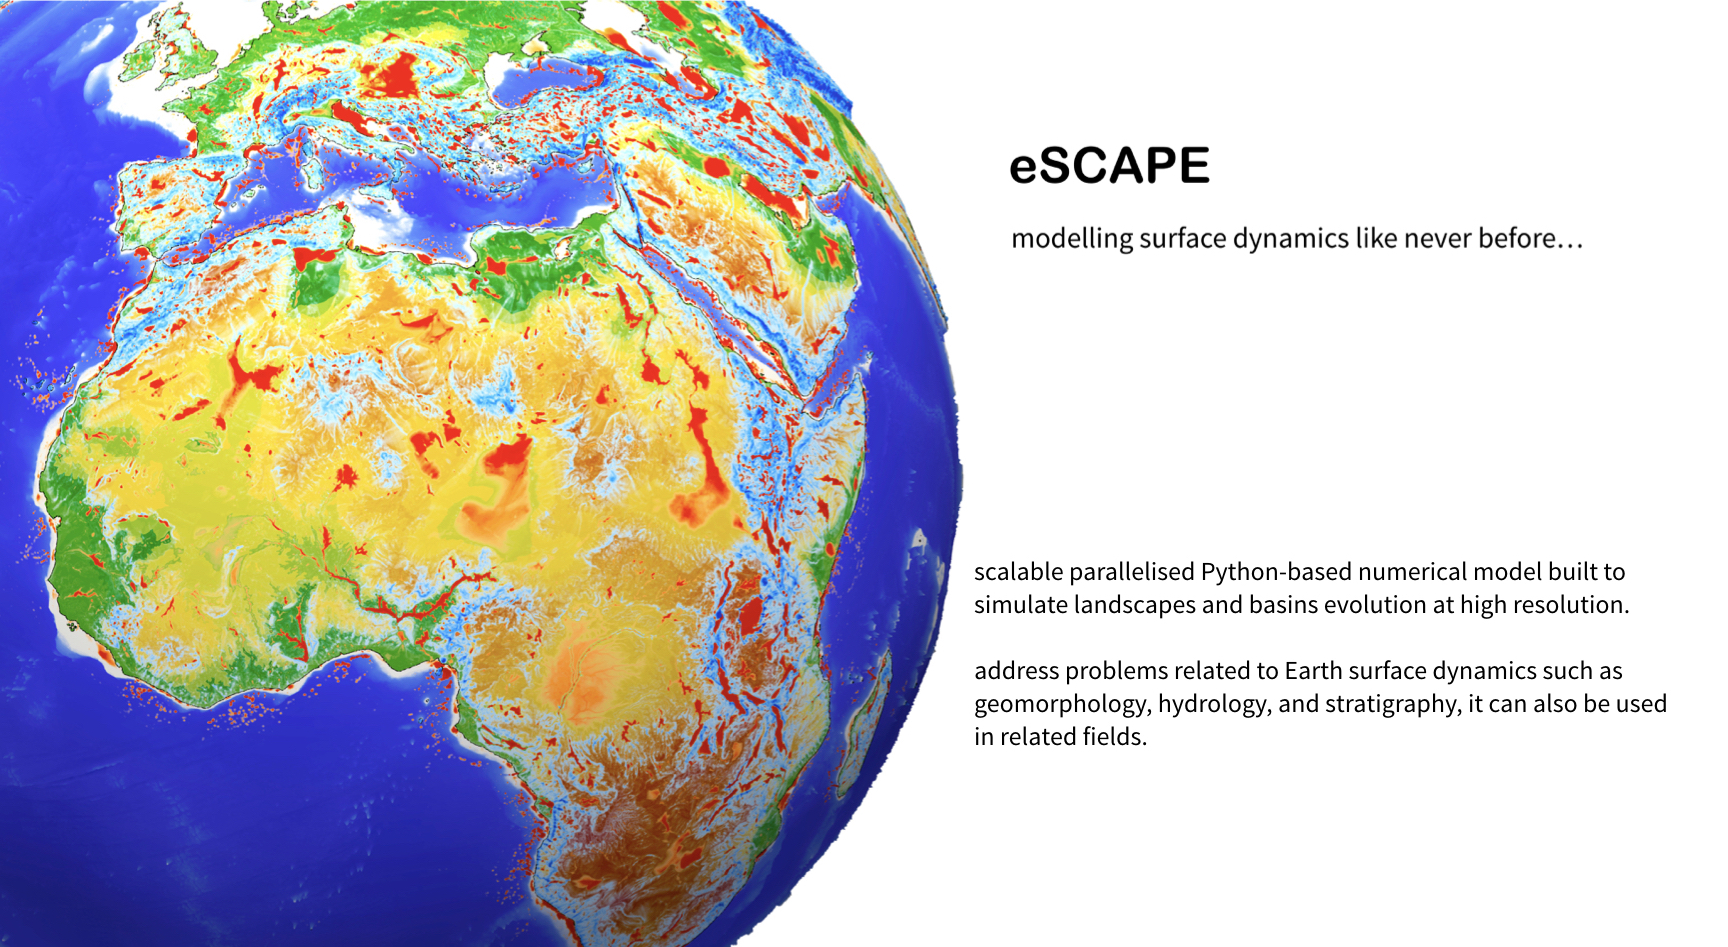 eSCAPE
modelling surface dynamics like never before...
scalable parallelised Python-based numerical model built to
simulate landscapes and basins evolution at high resolution.
address problems related to Earth surface dynamics such as
geomorphology, hydrology, and stratigraphy, it can also be used
in related fields.